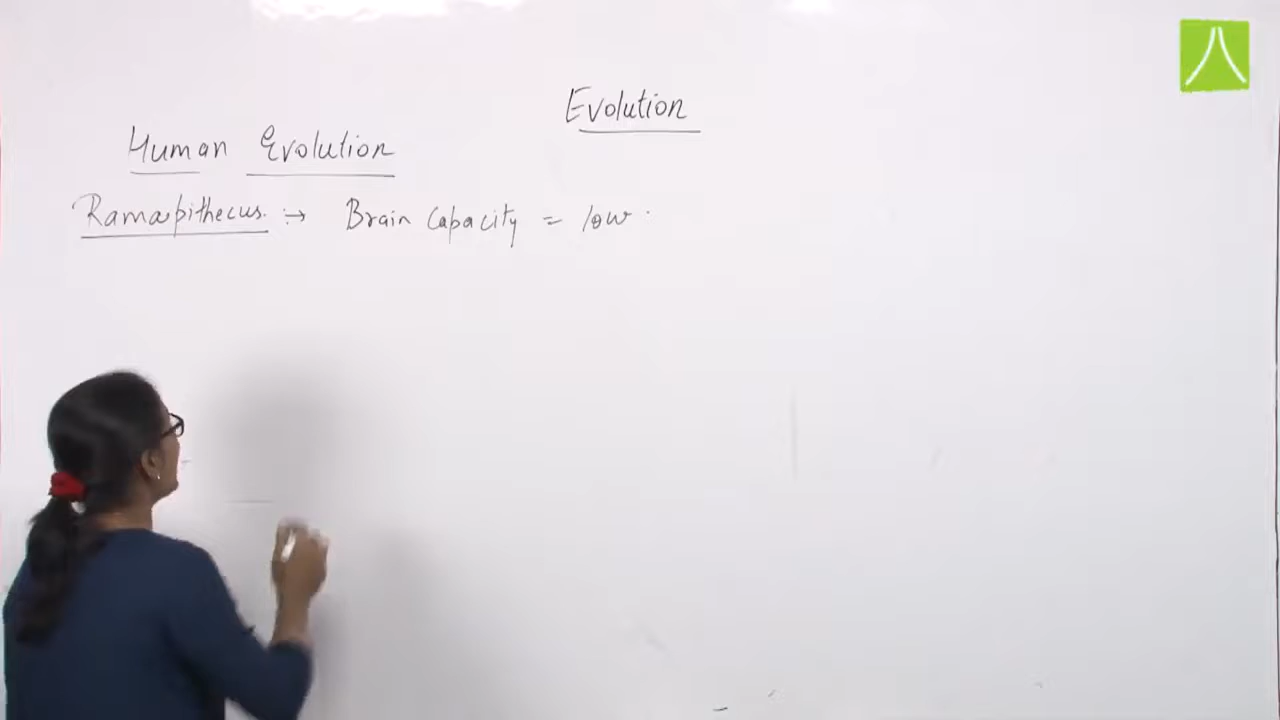 Evolution
Human Evolution
Ramapithecus. :→ Brain Capacity = low.